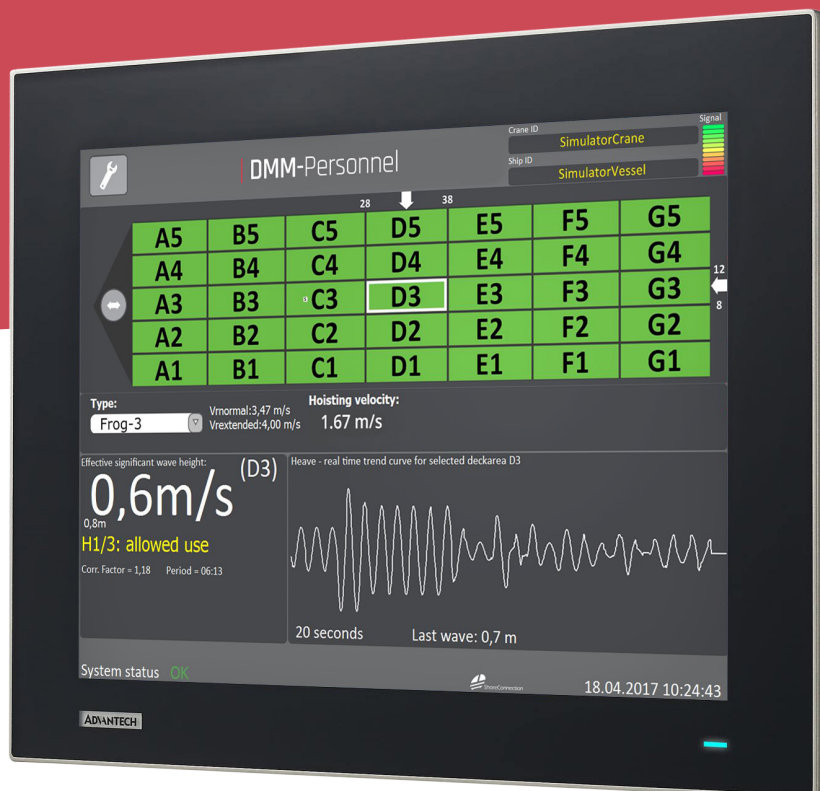 Crane ID
Signal
SimulatorCrane
DMM-Personnel
Ship ID
SimulatorVessel
28 38
A5 B5 C5 D5 E5 F5 G5
A4 B4 C4 D4 E4 F4 G4
12
A3 B3 C3 D3 E3 F3 G3
8
A2 B2 C2 D2 E2 F2 G2
A1 B1 C1 D1 E1 F1 G1
Type:
Frog-3
Vrnormal:3,47 m/s
Vrextended:4,00 m/s
Hoisting velocity:
1.67 m/s
Effective significant wave height:
(D3)
0,6m/s
0,8m
H1/3: allowed use
Corr. Factor = 1,18 Period = 06:13
Heave - real time trend curve for selected deckarea D3
20 seconds Last wave: 0,7 m
System status OK
ShoreConnection
18.04.2017 10:24:43
ADVANTECH